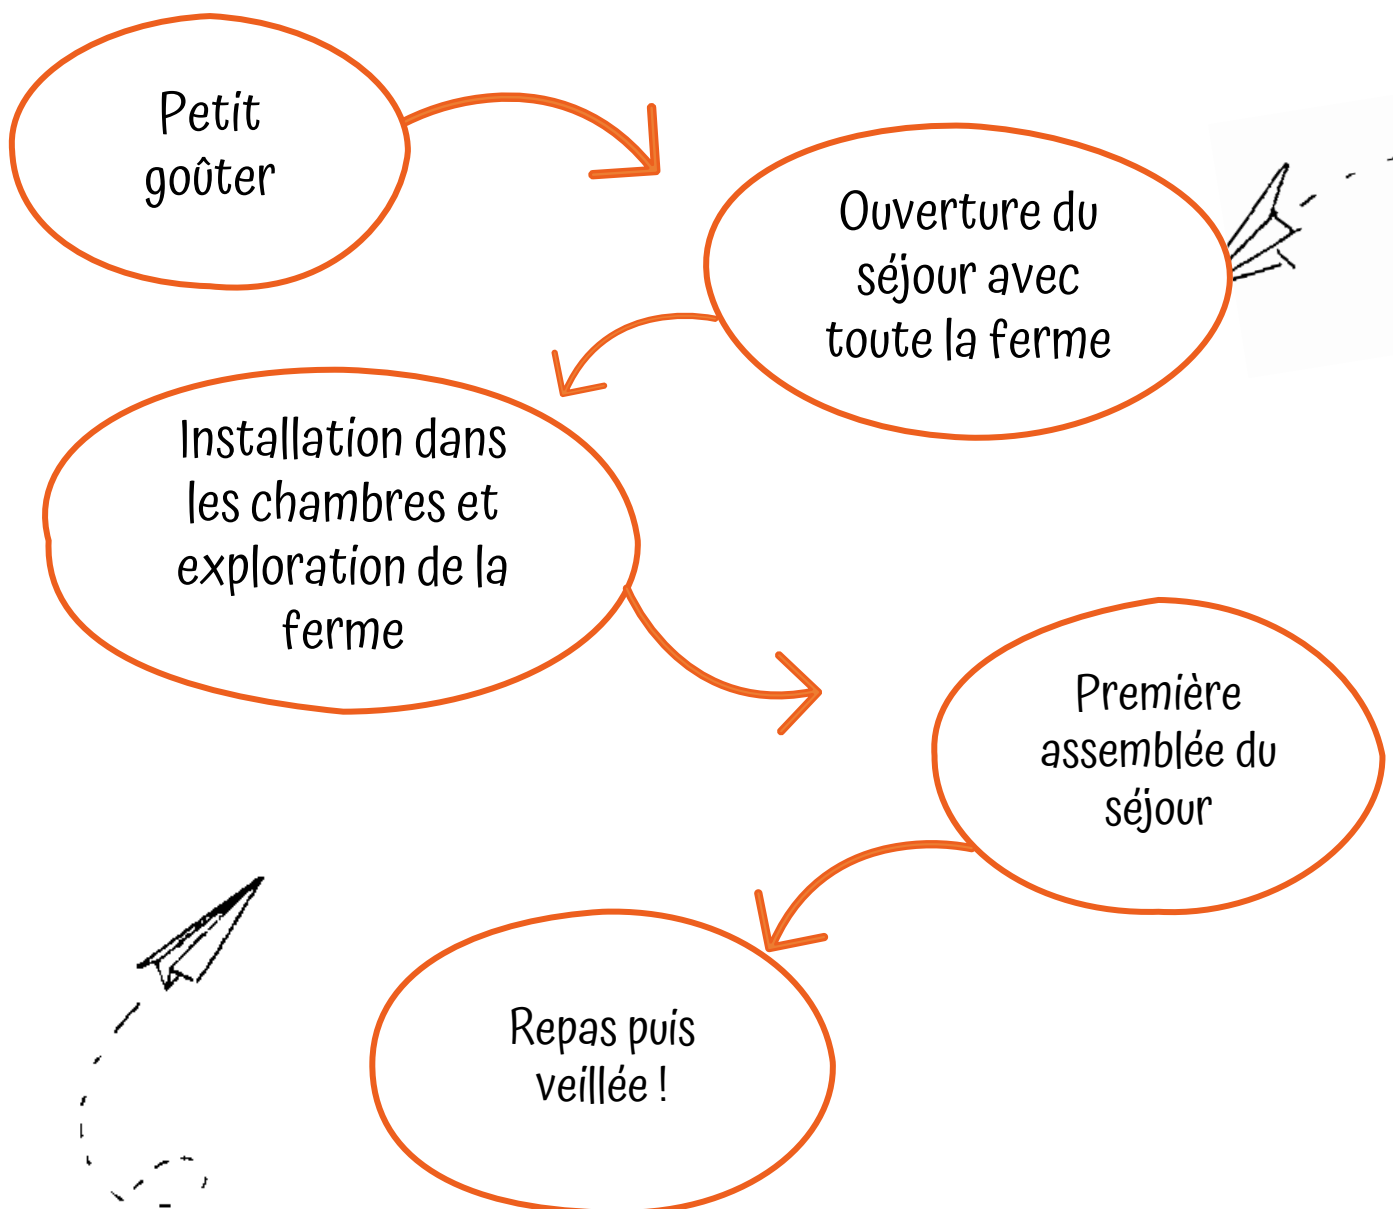 Petit
goûter
Ouverture du
séjour avec
toute la ferme
Installation dans
les chambres et
exploration de la
ferme
Première
assemblée du
séjour
Repas puis
veillée !